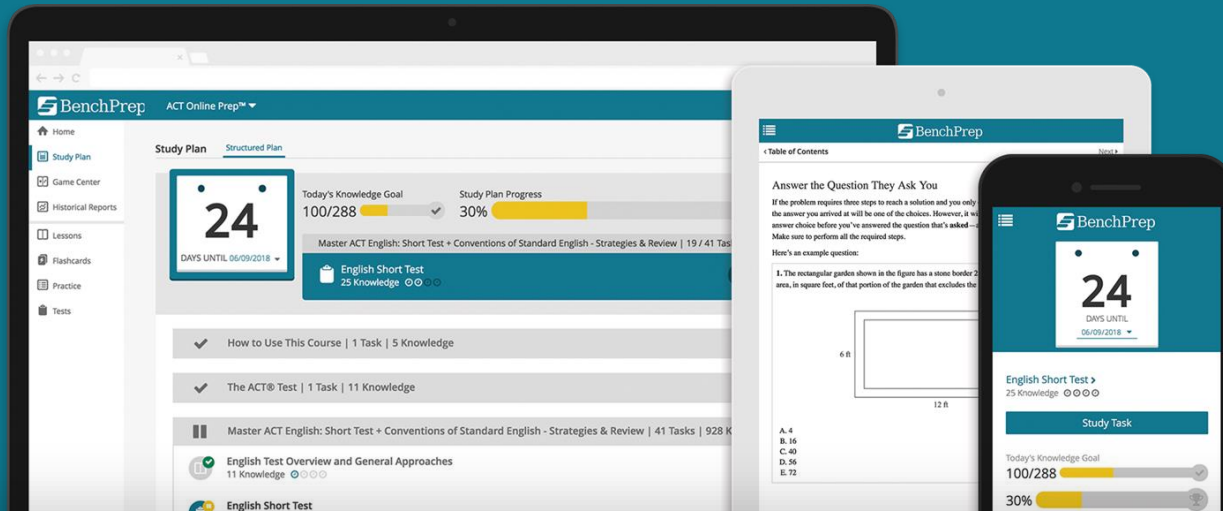 BenchPrep
ACT Online Prep™
Home
Study Plan
Game Center
Historical Reports
Lessons
Flashcards
Practice
Tests
Study Plan
Structured Plan
24
DAYS UNTIL 06/09/2018
Today's Knowledge Goal
100/288
Study Plan Progress
30%
Master ACT English: Short Test + Conventions of Standard English - Strategies & Review | 19 / 41
English Short Test
25 Knowledge
How to Use This Course | 1 Task | 5 Knowledge
The ACT® Test | 1 Task | 11 Knowledge
Master ACT English: Short Test + Conventions of Standard English - Strategies & Review | 41 Tasks | 928
English Test Overview and General Approaches
11 Knowledge
English Short Test
BenchPrep
‹ Table of Contents
Next
Answer the Question They Ask You
If the problem requires three steps to reach a solution and you only
the answer you arrived at will be one of the choices. However, it
answer choice before you've answered the question that's asked—
Make sure to perform all the required steps.
Here's an example question:
1. The rectangular garden shown in the figure has a stone border 2
area, in square feet, of that portion of the garden that excludes the
6 ft
12 ft
A. 4
B. 16
C. 40
D. 56
E. 72
BenchPrep
24
DAYS UNTIL
06/09/2018
English Short Test >
25 Knowledge
Study Task
Today's Knowledge Goal
100/288
30%